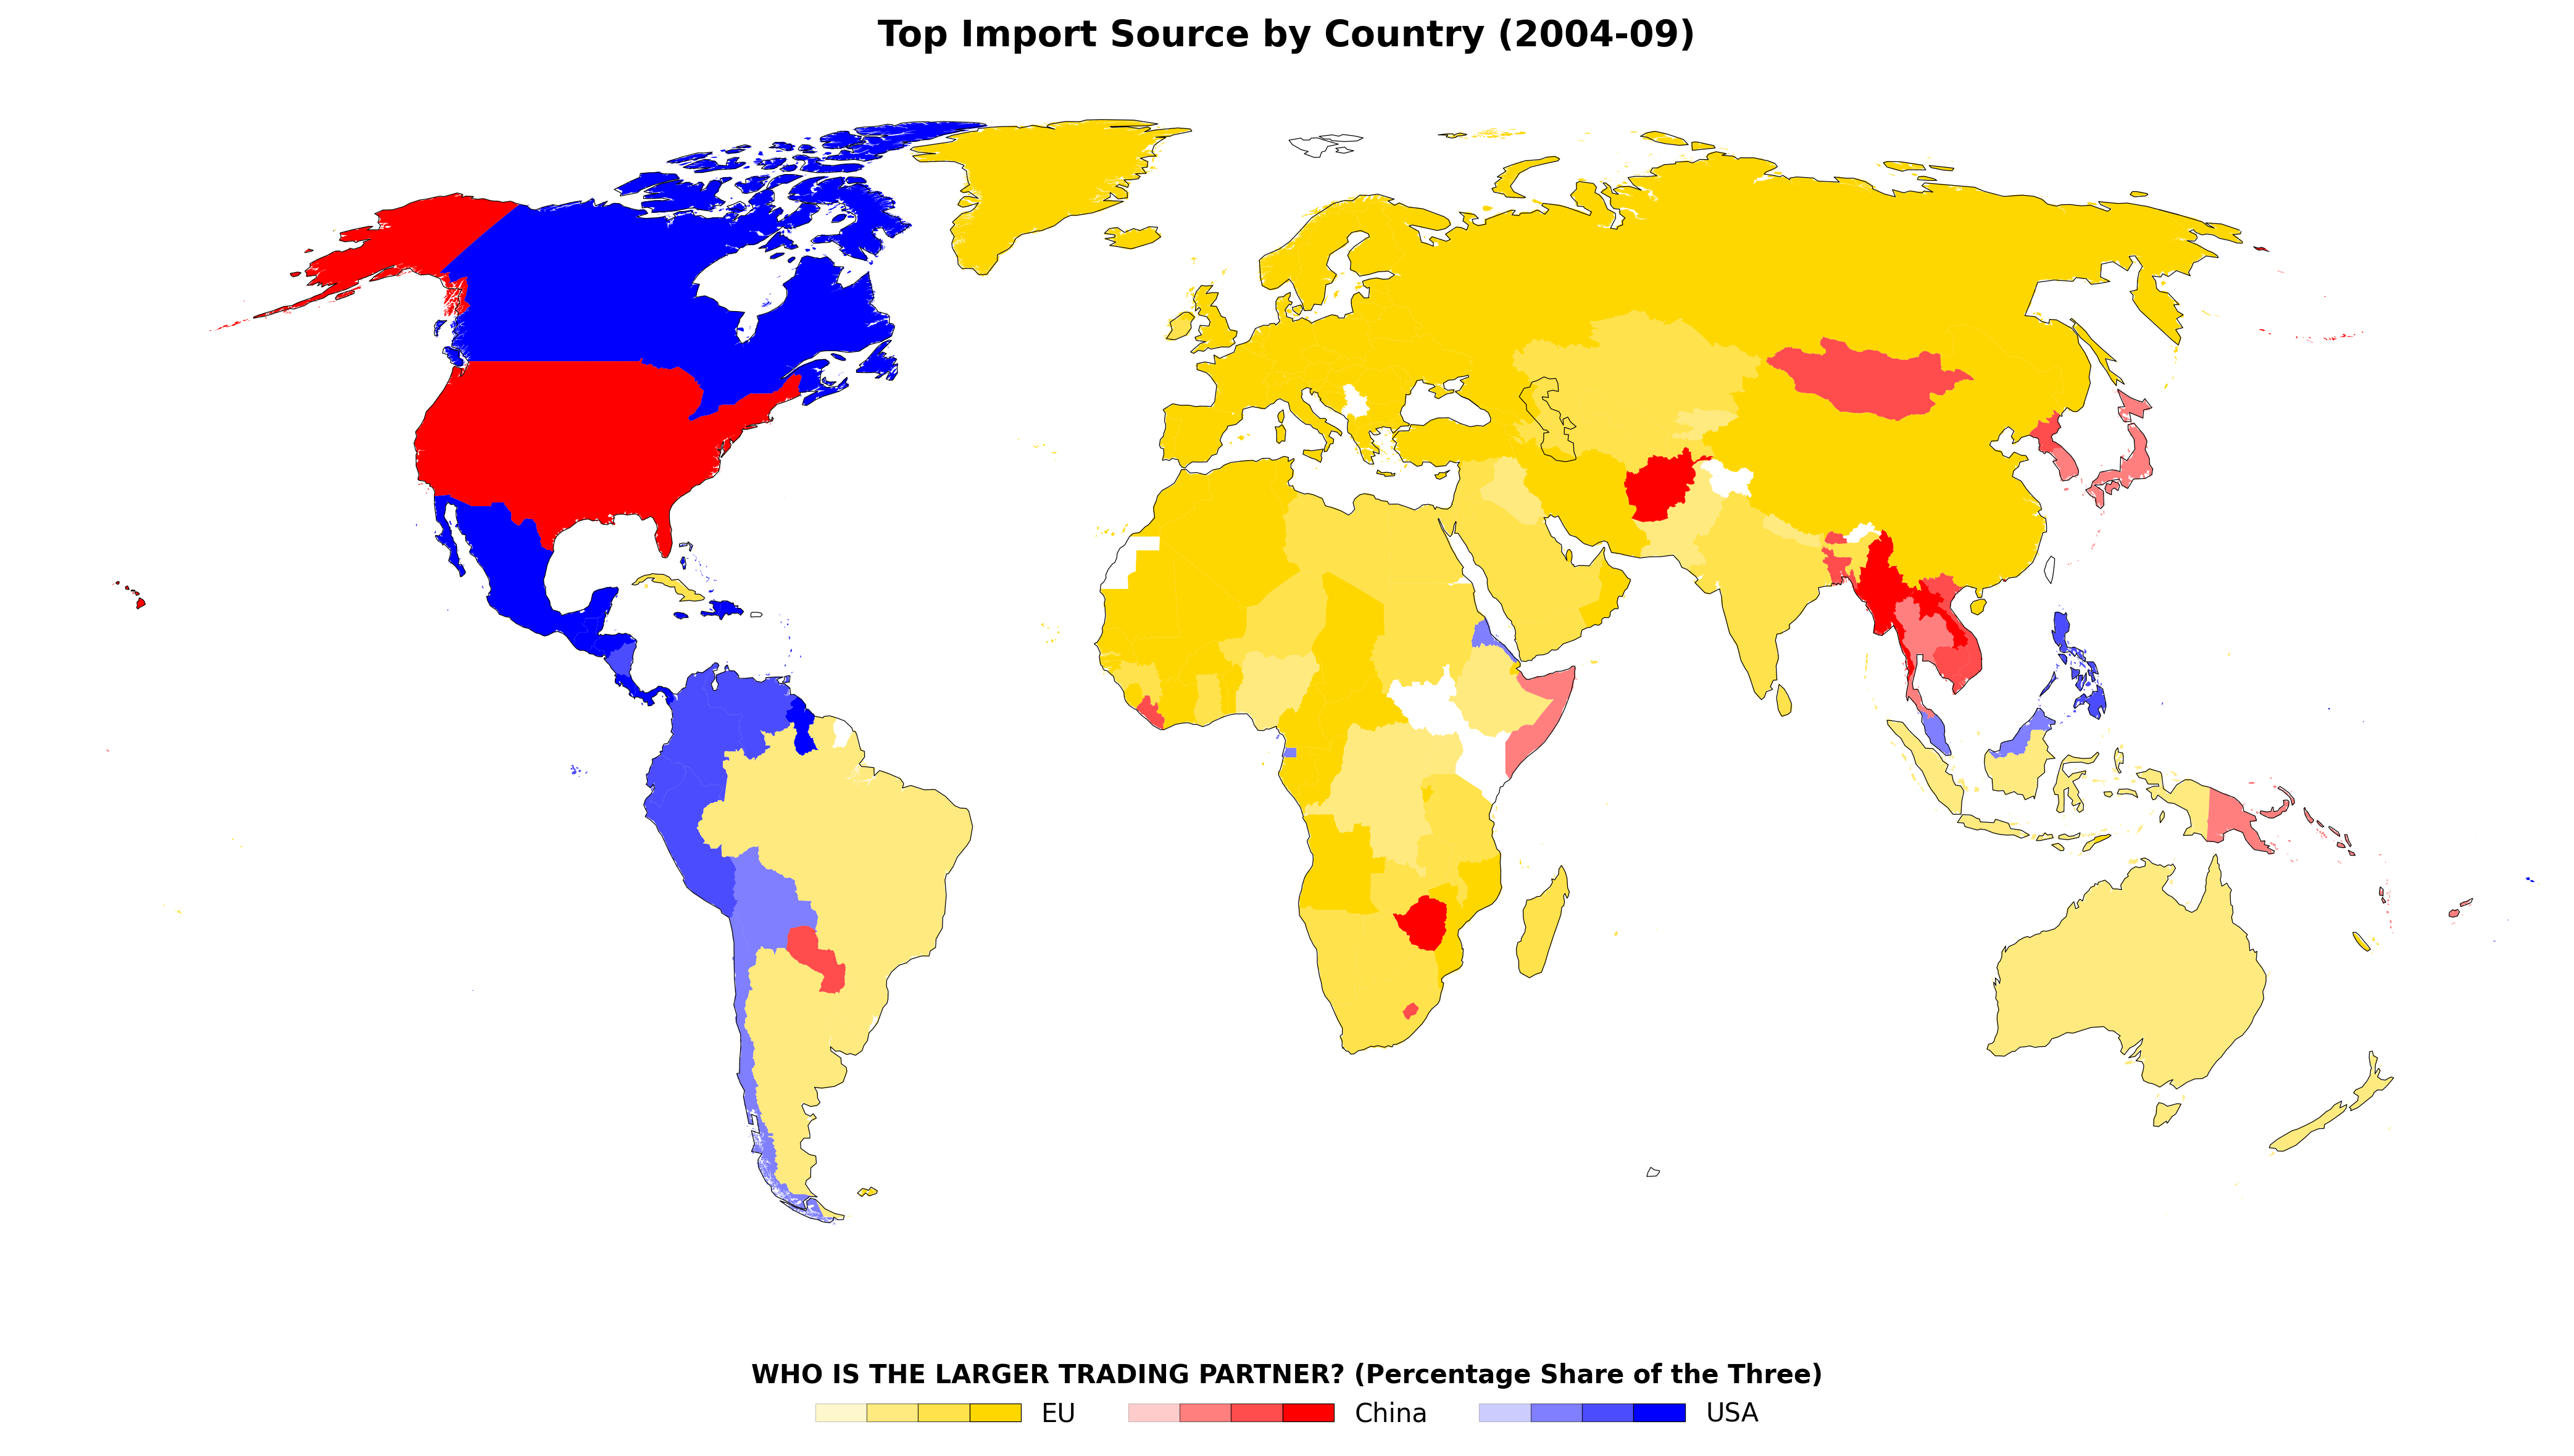 Top Import Source by Country (2004-09)
WHO IS THE LARGER TRADING PARTNER? (Percentage Share of the Three)
EU China USA